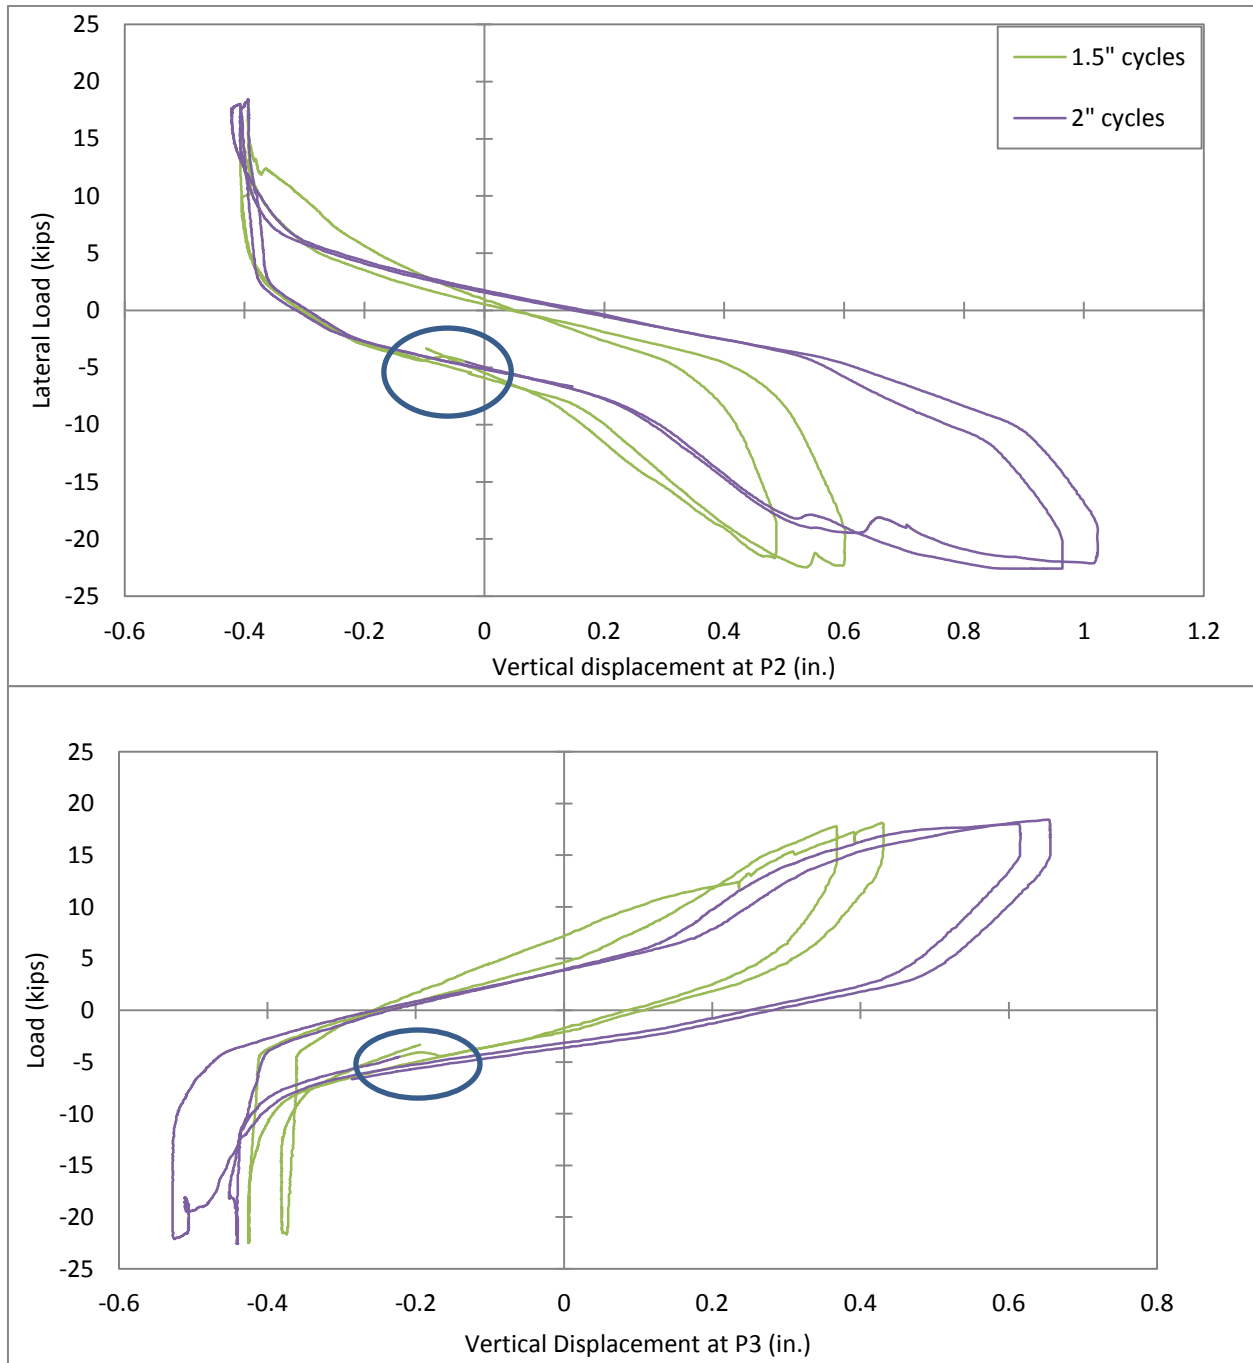 25
20
15
10
5
0
-5
-10
-15
-20
-25
Lateral Load (kips)
1.5" cycles
2" cycles
-0.6 -0.4 -0.2 0 0.2 0.4 0.6 0.8 1 1.2
Vertical displacement at P2 (in.)
25
20
15
10
5
0
-5
-10
-15
-20
-25
Load (kips)
-0.6 -0.4 -0.2 0 0.2 0.4 0.6 0.8
Vertical Displacement at P3 (in.)